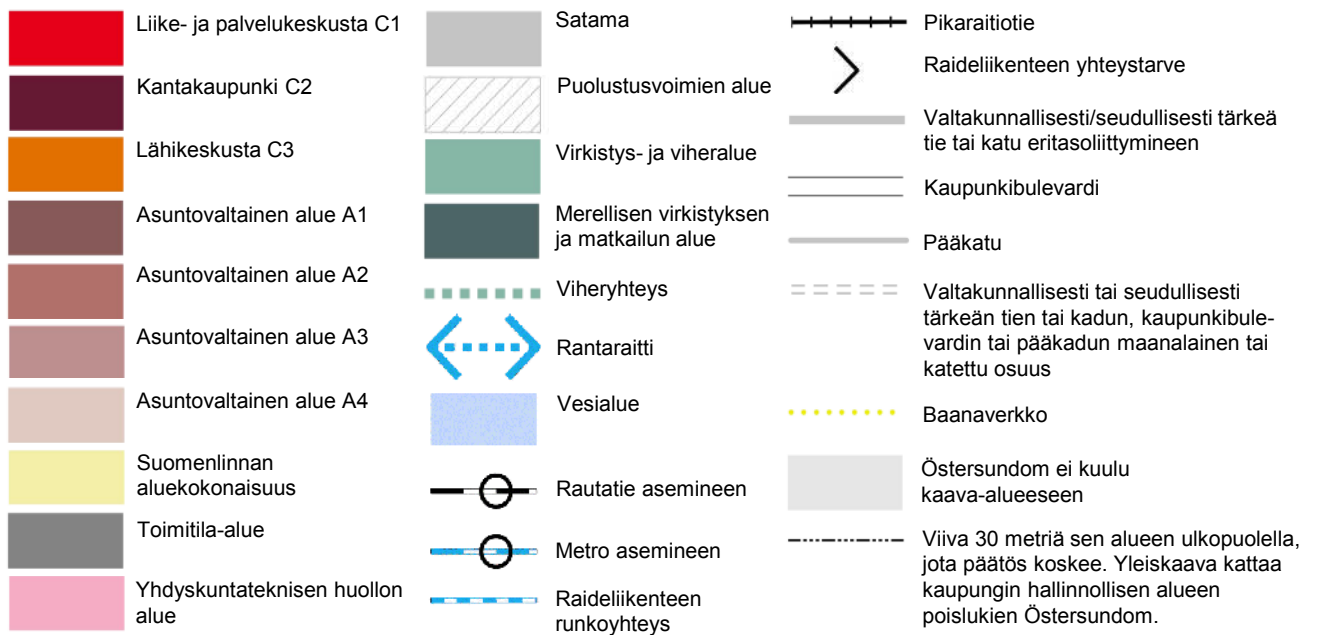 Liike- ja palvelukeskusta C1
Kantakaupunki C2
Lähikeskusta C3
Asuntovaltainen alue A1
Asuntovaltainen alue A2
Asuntovaltainen alue A3
Asuntovaltainen alue A4
Suomenlinnan
aluekokonaisuus
Toimitila-alue
Yhdyskuntateknisen huollon
alue
Satama
Puolustusvoimien alue
Virkistys- ja viheralue
Merellisen virkistyksen
ja matkailun alue
Viheryhteys
Rantaraitti
Vesialue
Rautatie asemineen
Metro asemineen
Raideliikenteen
runkoyhteys
Pikaraitiotie
Raideliikenteen yhteystarve
Valtakunnallisesti/seudullisesti tärkeä
tie tai katu eritasoliittymineen
Kaupunkibulevardi
Pääkatu
Valtakunnallisesti tai seudullisesti
tärkeän tien tai kadun, kaupunkibule-
vardin tai pääkadun maanalainen tai
katettu osuus
Baanaverkko
Östersundom ei kuulu
kaava-alueeseen
Viiva 30 metriä sen alueen ulkopuolella,
jota päätös koskee. Yleiskaava kattaa
kaupungin hallinnollisen alueen
poislukien Östersundom.